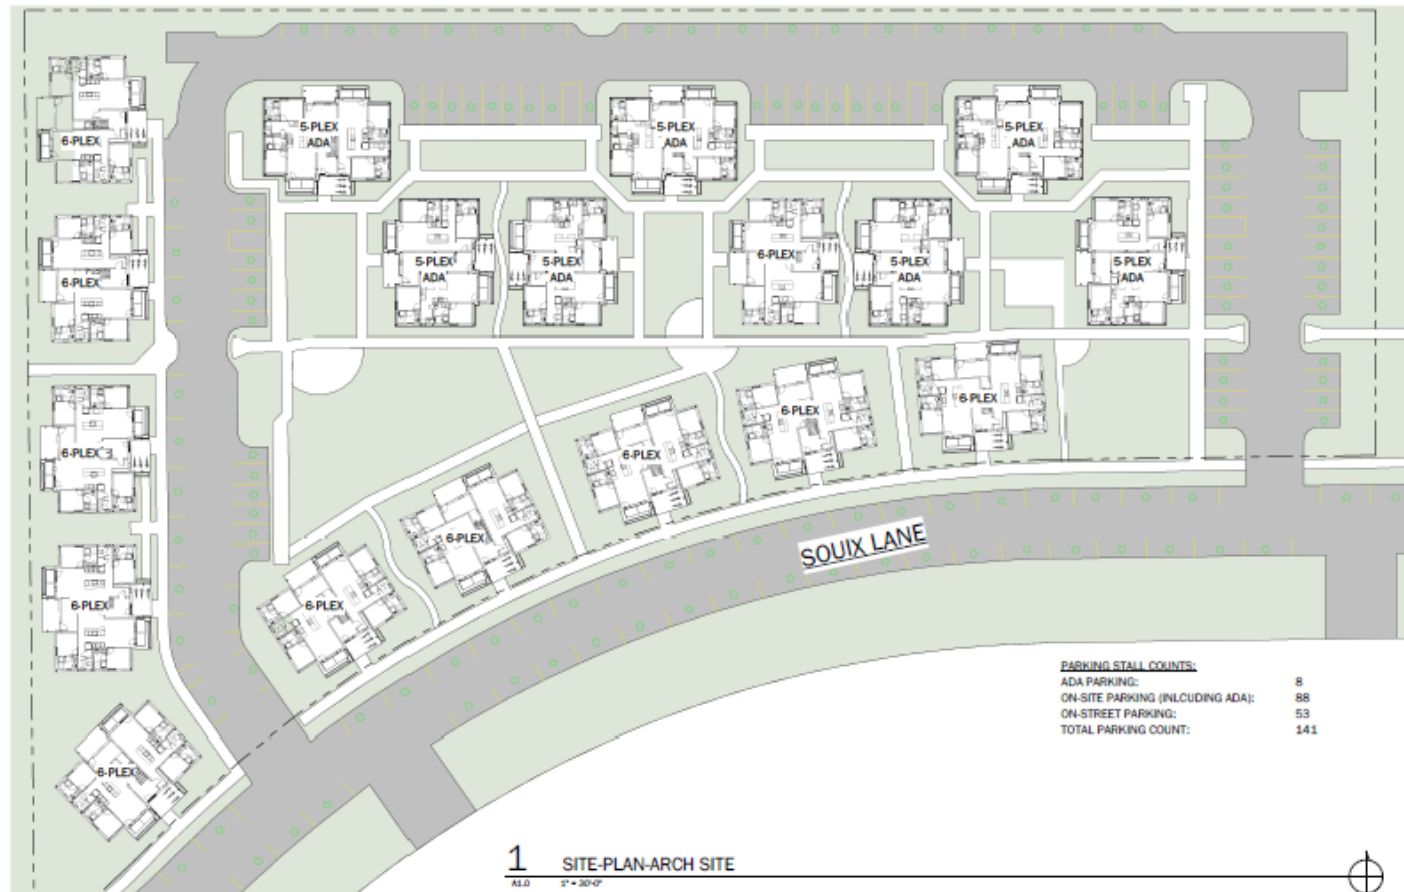 6-PLEX
5-PLEX
ADA
5-PLEX
ADA
5-PLEX
ADA
6-PLEX
5-PLEX
ADA
5-PLEX
ADA
6-PLEX
5-PLEX
ADA
5-PLEX
ADA
6-PLEX
6-PLEX
6-PLEX
6-PLEX
6-PLEX
6-PLEX
6-PLEX
6-PLEX
6-PLEX
SOUIX LANE
PARKING STALL COUNTS:
ADA PARKING: 8
ON-SITE PARKING (INLCUDING ADA): 88
ON-STREET PARKING: 53
TOTAL PARKING COUNT: 141
1 SITE-PLAN-ARCH SITE
A1.0 1" = 30'-0"